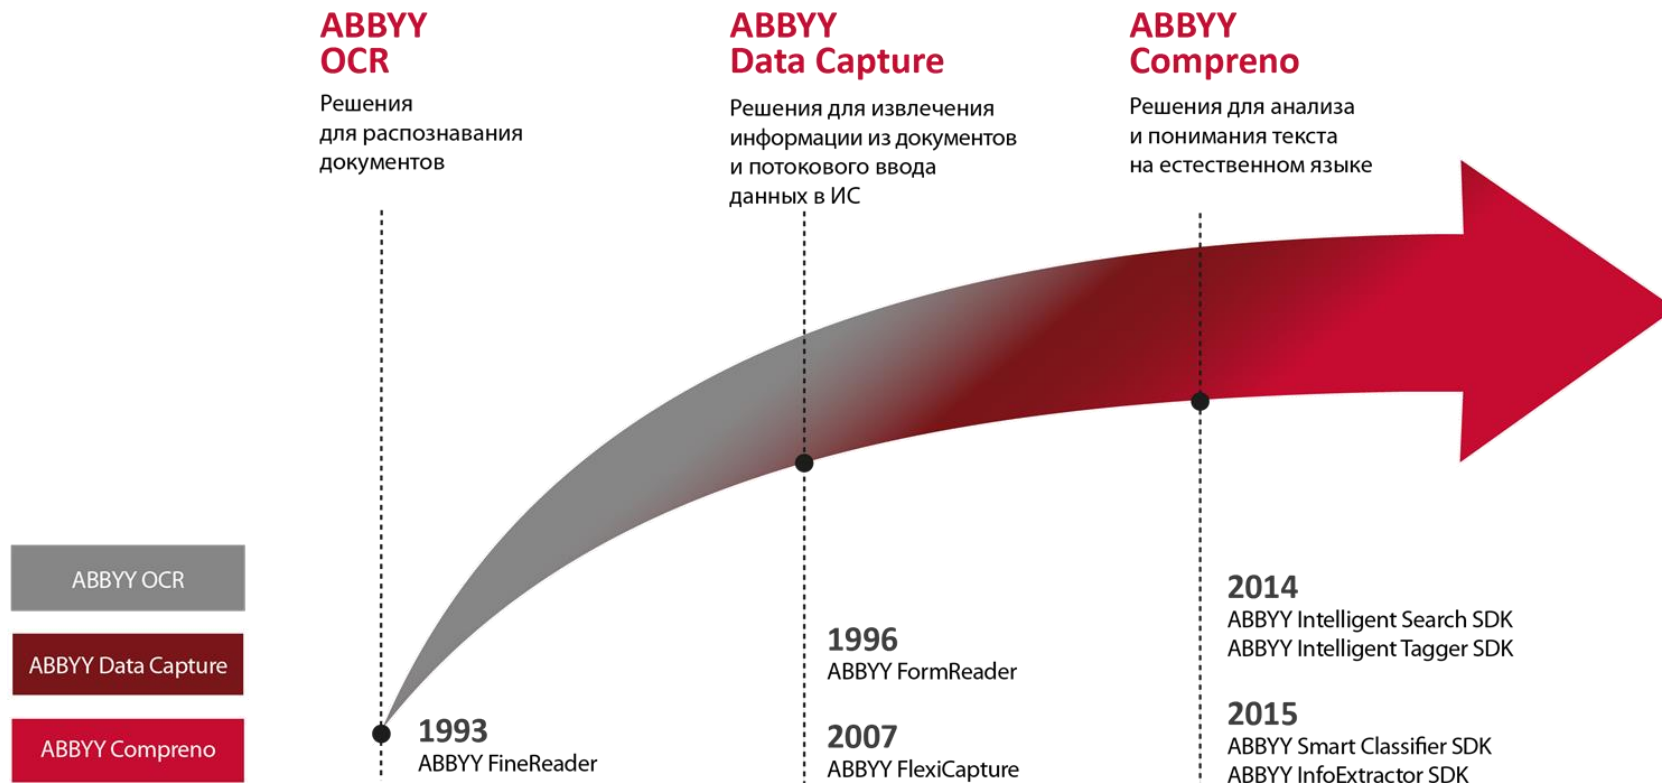 ABBYY
OCR
Решения
для распознавания
документов
ABBYY
Data Capture
Решения для извлечения
информации из документов
и потокового ввода
данных в ИС
ABBYY
Compreno
Решения для анализа
и понимания текста
на естественном языке
ABBYY OCR
ABBYY Data Capture
ABBYY Compreno
1993
ABBYY FineReader
1996
ABBYY FormReader
2007
ABBYY FlexiCapture
2014
ABBYY Intelligent Search SDK
ABBYY Intelligent Tagger SDK
2015
ABBYY Smart Classifier SDK
ABBYY InfoExtractor SDK